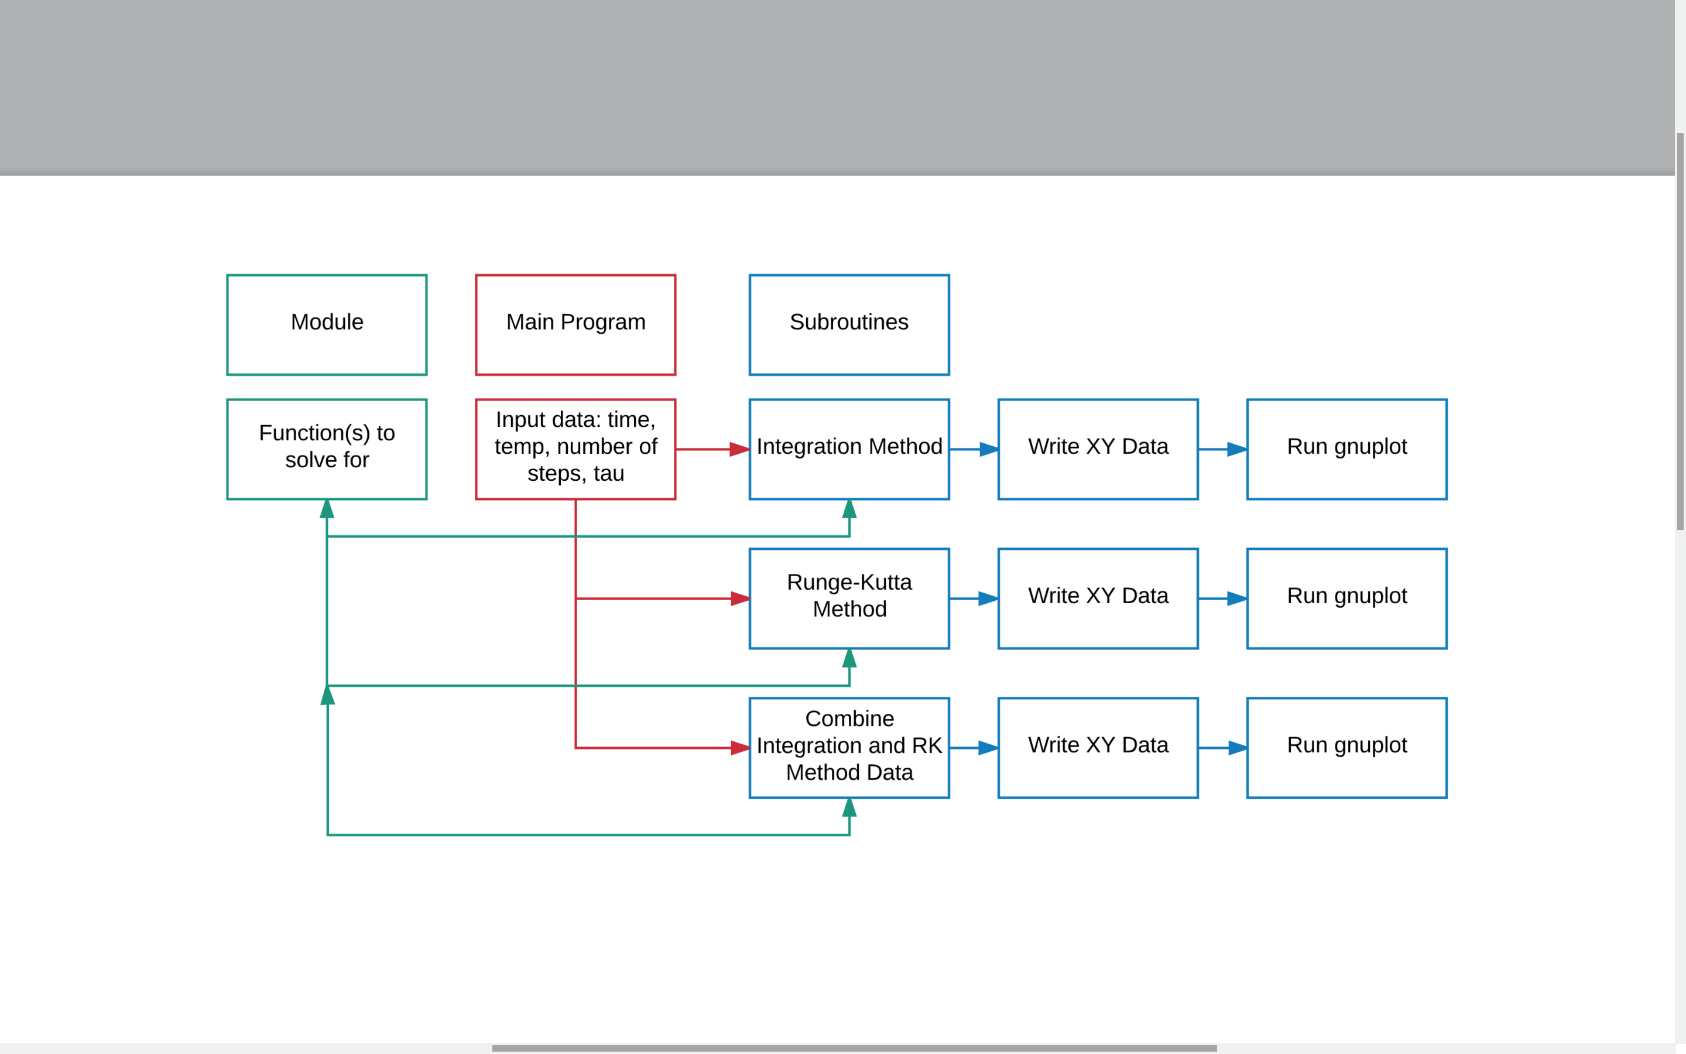 Module
Main Program
Subroutines
Function(s) to
solve for
Input data: time,
temp, number of
steps, tau
Integration Method
Write XY Data
Run gnuplot
Runge-Kutta
Method
Write XY Data
Run gnuplot
Combine
Integration and RK
Method Data
Write XY Data
Run gnuplot